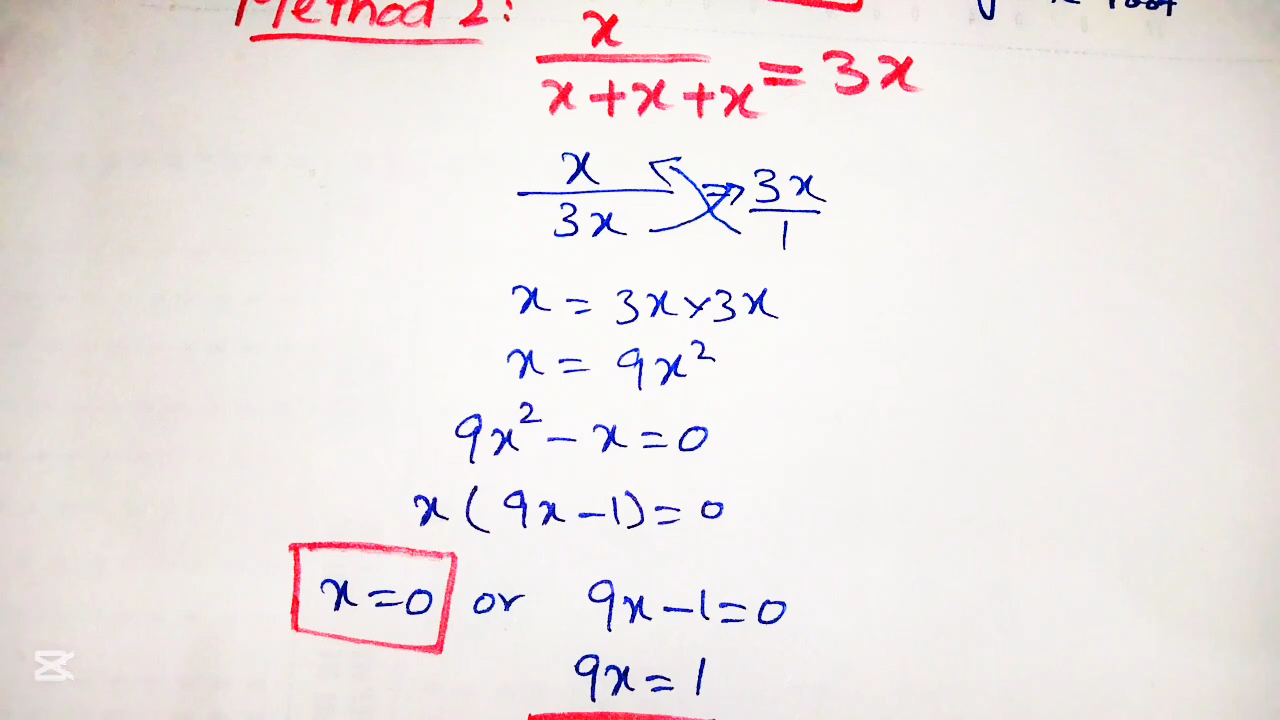 Method 2:
x/(x+x+x) = 3x
x/3x = 3x/1
x = 3x×3x
x = 9x²
9x² − x = 0
x(9x−1) = 0
x=0 or 9x−1=0
9x = 1